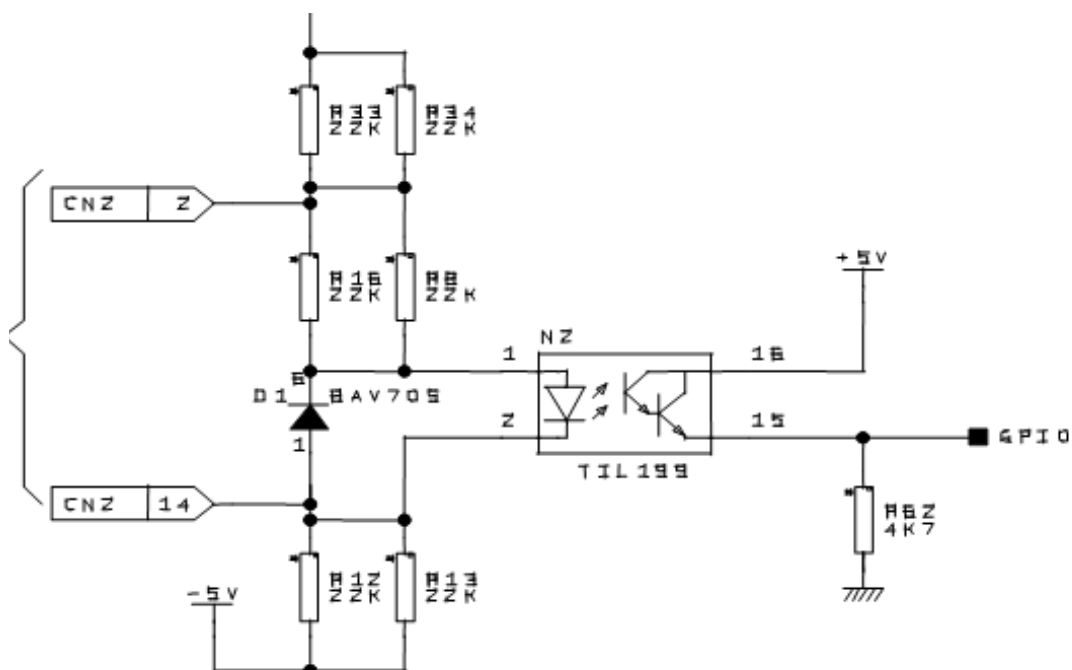 R33 R34
22K 22K
CN2 2
R16 R8
22K 22K
+5V
N2
1 16
6
D1 BAV70S
2 15
1
TIL199
GPIO
CN2 14
R62
4K7
R12 R13
22K 22K
-5V